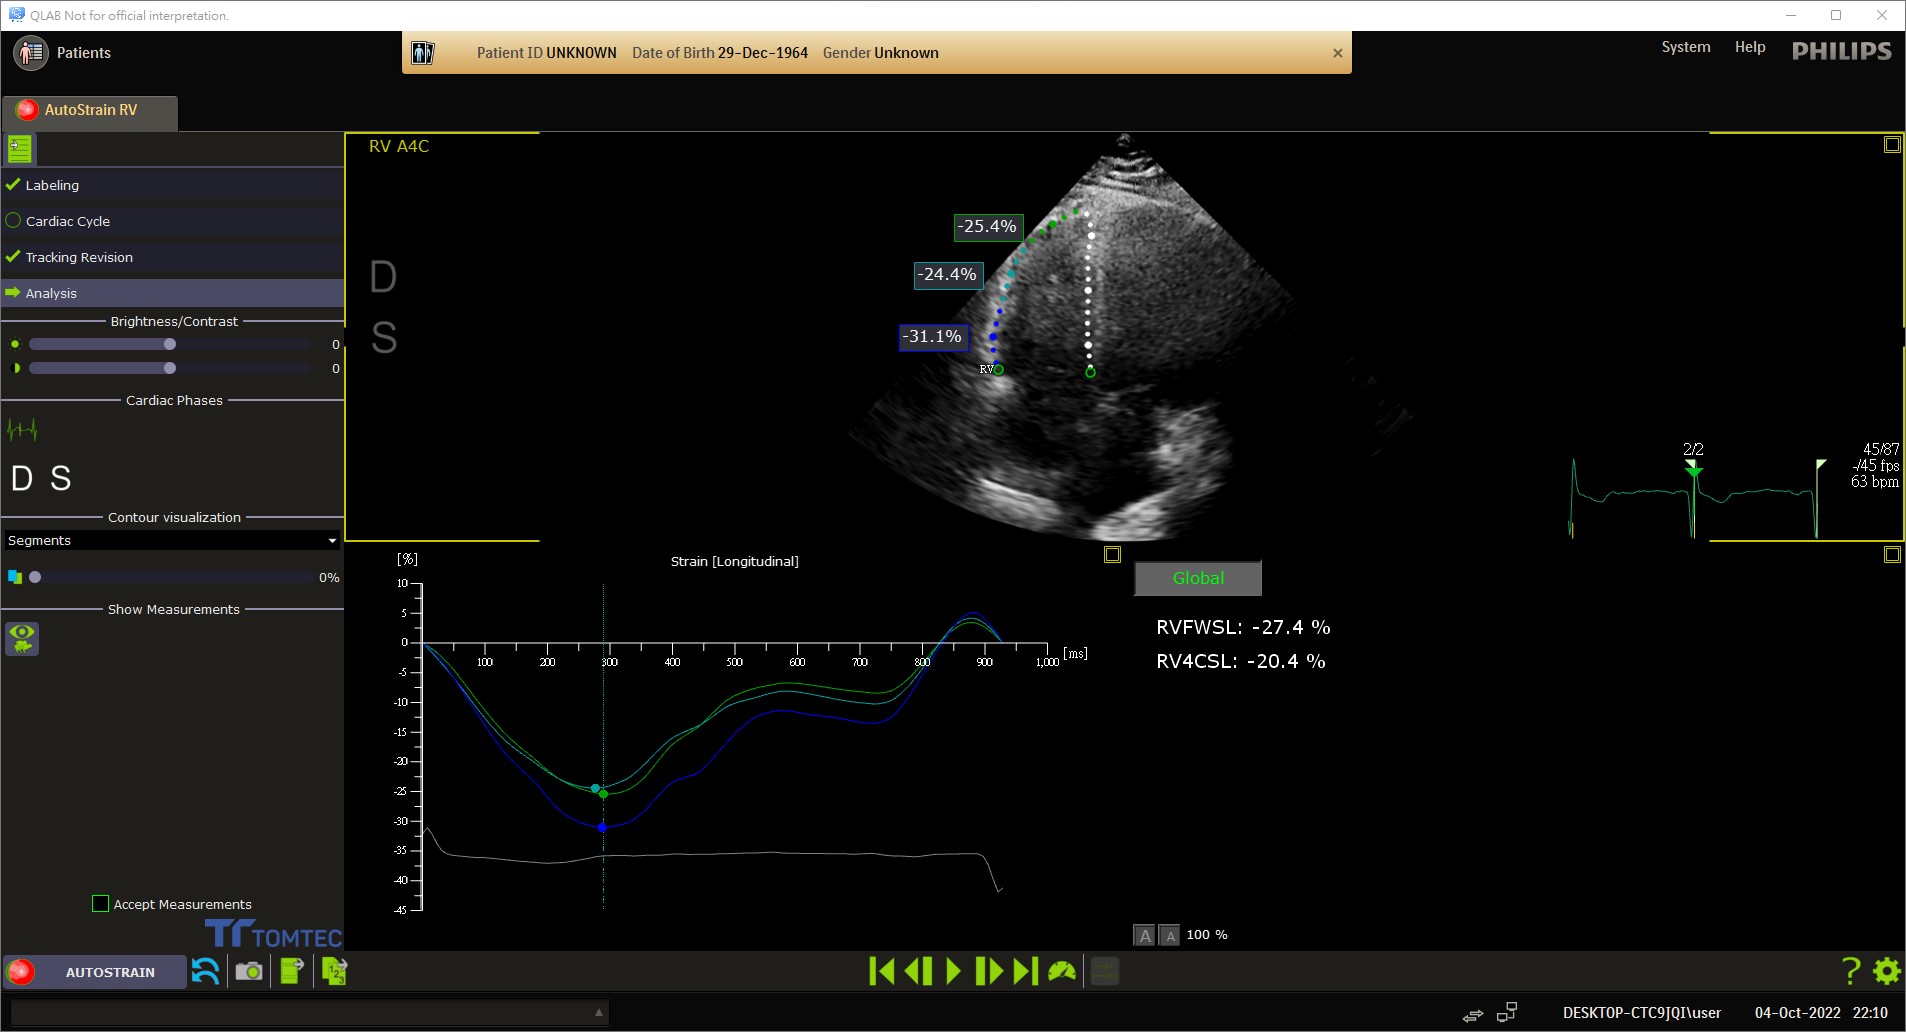 QLAB Not for official interpretation.
Patients
Patient ID UNKNOWN Date of Birth 29-Dec-1964 Gender Unknown
System Help PHILIPS
AutoStrain RV
Labeling
Cardiac Cycle
Tracking Revision
Analysis
Brightness/Contrast
0
0
Cardiac Phases
D S
Contour visualization
Segments
0%
Show Measurements
Accept Measurements
TOMTEC
RV A4C
D
S
-25.4%
-24.4%
-31.1%
RV
2/2
45/87
-/45 fps
63 bpm
[%]
Strain [Longitudinal]
10
5
0
-5
-10
-15
-20
-25
-30
-35
-40
-45
100 200 300 400 500 600 700 800 900 1,000 [ms]
Global
RVFWSL: -27.4 %
RV4CSL: -20.4 %
A A 100 %
AUTOSTRAIN
1 2 3
?
DESKTOP-CTC9JQI\user 04-Oct-2022 22:10